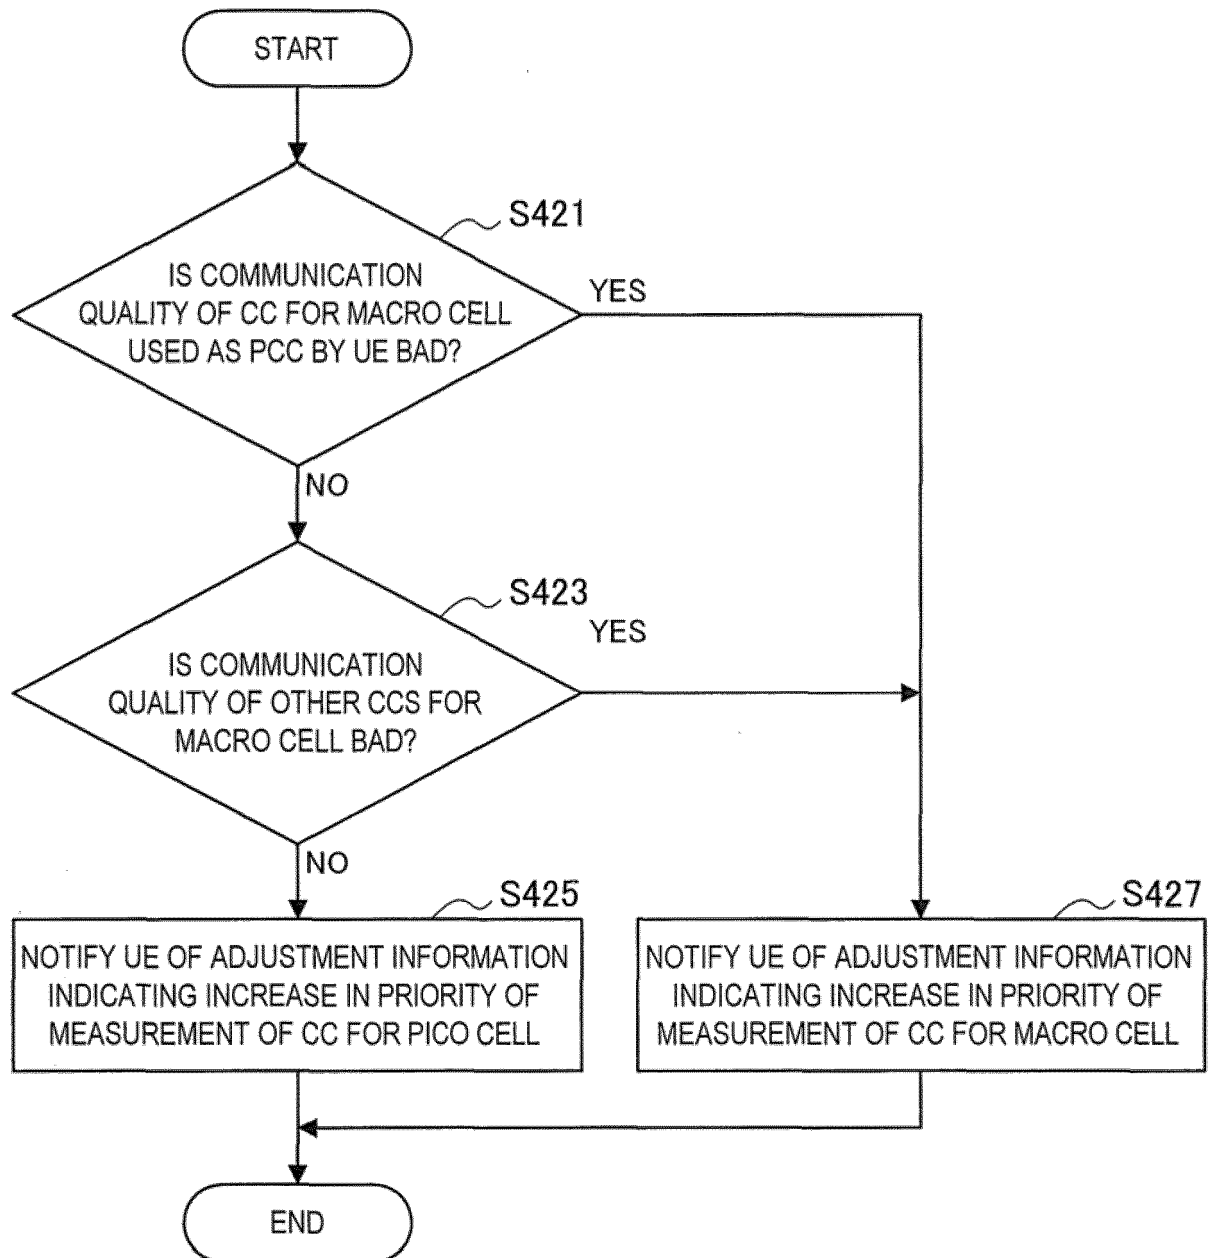 START
S421
IS COMMUNICATION
QUALITY OF CC FOR MACRO CELL
USED AS PCC BY UE BAD?
YES
NO
S423
YES
IS COMMUNICATION
QUALITY OF OTHER CCS FOR
MACRO CELL BAD?
NO
S425
NOTIFY UE OF ADJUSTMENT INFORMATION
INDICATING INCREASE IN PRIORITY OF
MEASUREMENT OF CC FOR PICO CELL
S427
NOTIFY UE OF ADJUSTMENT INFORMATION
INDICATING INCREASE IN PRIORITY OF
MEASUREMENT OF CC FOR MACRO CELL
END